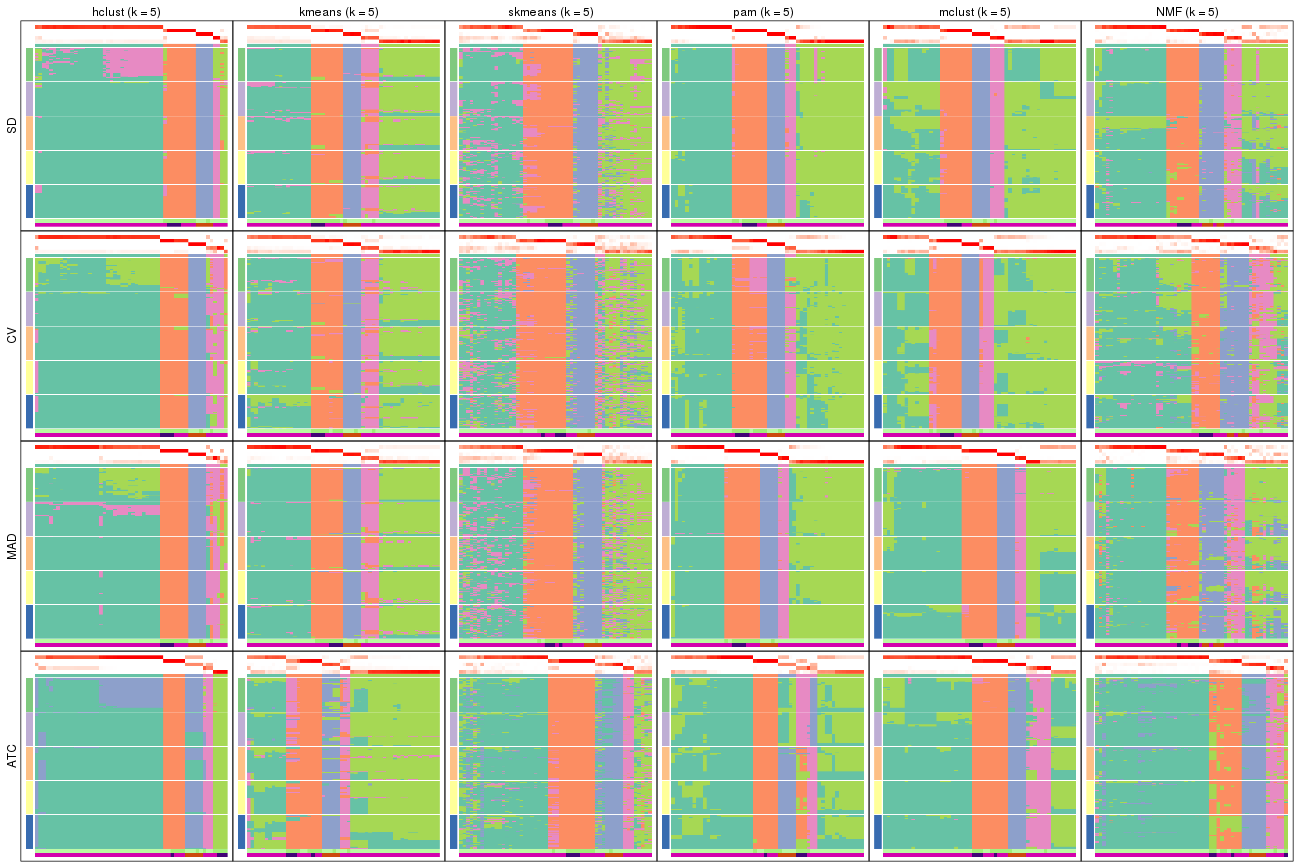 hclust (k = 5) kmeans (k = 5) skmeans (k = 5) pam (k = 5) mclust (k = 5) NMF (k = 5)
SD
CV
MAD
ATC